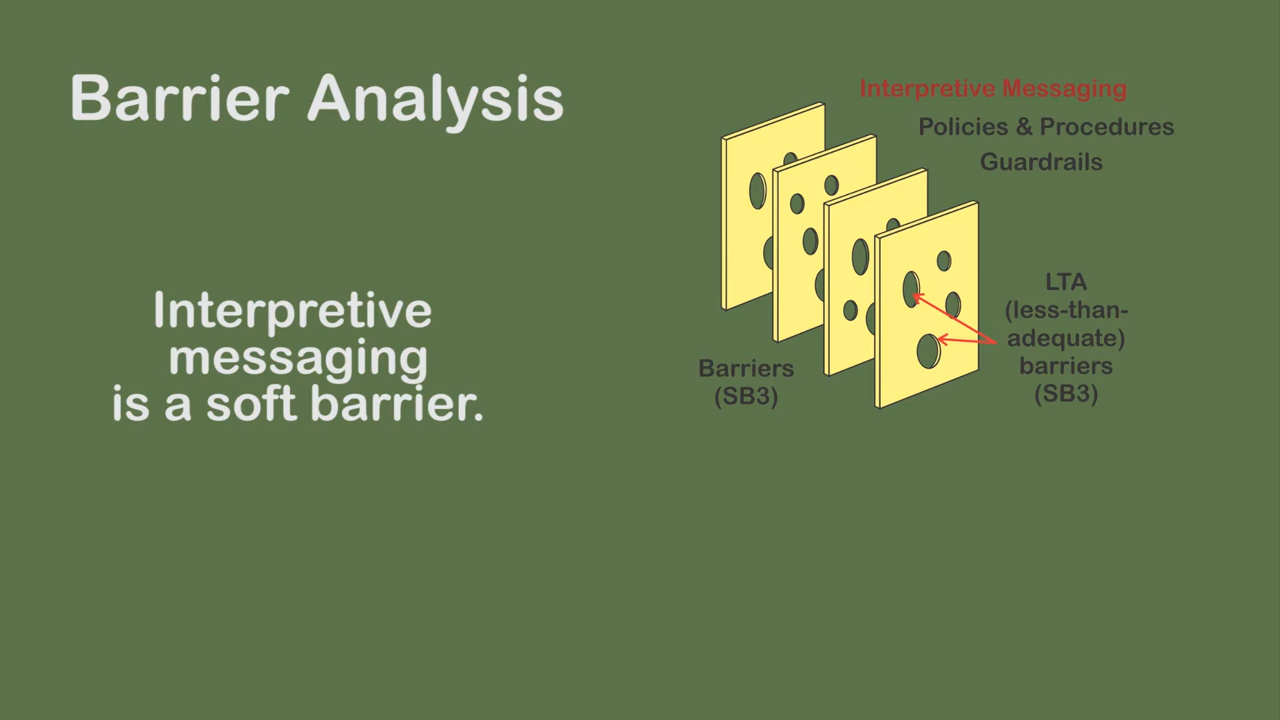 Barrier Analysis
Interpretive
messaging
is a soft barrier.
Interpretive Messaging
Policies & Procedures
Guardrails
Barriers
(SB3)
LTA
(less-than-
adequate)
barriers
(SB3)